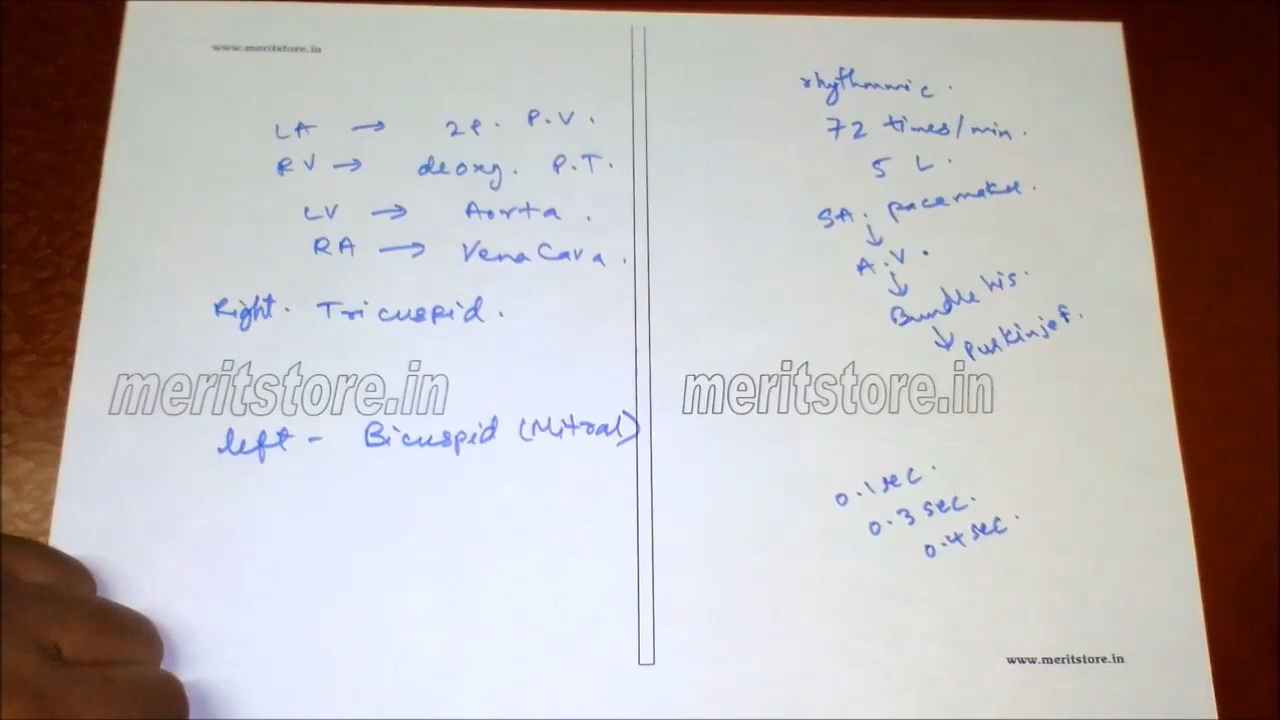 www.meritstore.in
LA → 2P. P.V.
RV → deoxy. P.T.
LV → Aorta.
RA → Vena Cava.
Right. Tricuspid.
meritstore.in
left - Bicuspid (Mitral)
rhythmic.
72 times/min.
5 L.
SA. pacemaker.
↓
A.V.
↓
Bundle his.
↓ Purkinje f.
meritstore.in
0.1 sec.
0.3 sec.
0.4 sec.
www.meritstore.in